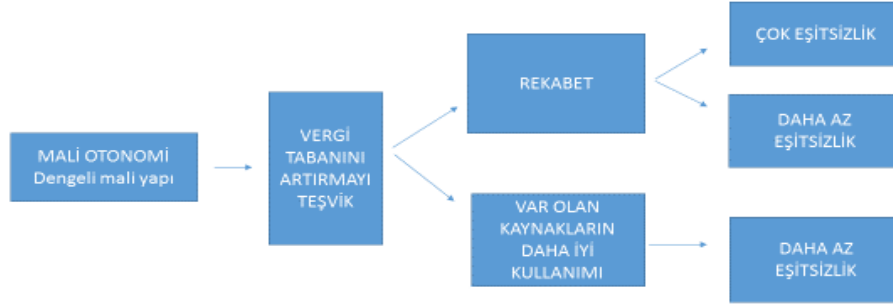 MALİ OTONOMİ
Dengeli mali yapı
VERGİ
TABANINI
ARTIRMAYI
TEŞVİK
REKABET
VAR OLAN
KAYNAKLARIN
DAHA İYİ
KULLANIMI
ÇOK EŞİTSİZLİK
DAHA AZ
EŞİTSİZLİK
DAHA AZ
EŞİTSİZLİK